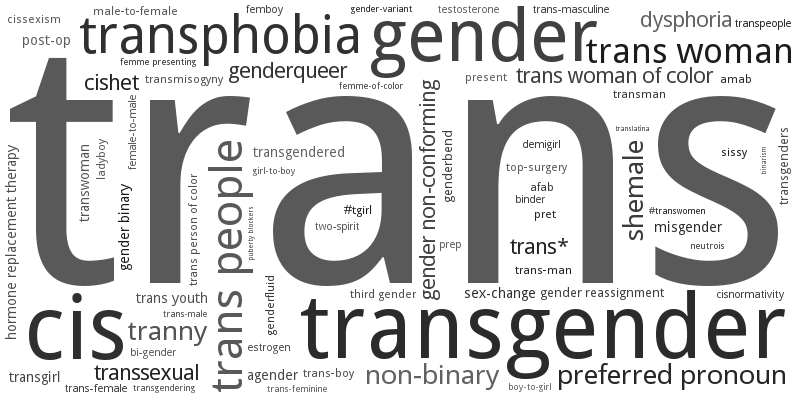 cissexism
male-to-female
femboy
gender-variant
testosterone
trans-masculine
dysphoria
transpeople
post-op
transphobia
gender
trans woman
femme presenting
cishet
transmisogyny
genderqueer
femme-of-color
present
trans woman of color
amab
transman
trans
female-to-male
ladyboy
transwoman
hormone replacement therapy
gender binary
trans person of color
trans people
puberty blockers
transgendered
girl-to-boy
#tgirl
two-spirit
gender non-conforming
genderbend
demigirl
top-surgery
afab
binder
pret
prep
trans*
trans-man
translatina
shemale
sissy
binarism
transgenders
#transwomen
misgender
neutrois
genderfluid
third gender
sex-change
gender reassignment
cisnormativity
cis
trans youth
trans-male
tranny
bi-gender
estrogen
transgender
transgirl
transsexual
trans-female
transgendering
agender
trans-boy
trans-feminine
non-binary
boy-to-girl
preferred pronoun